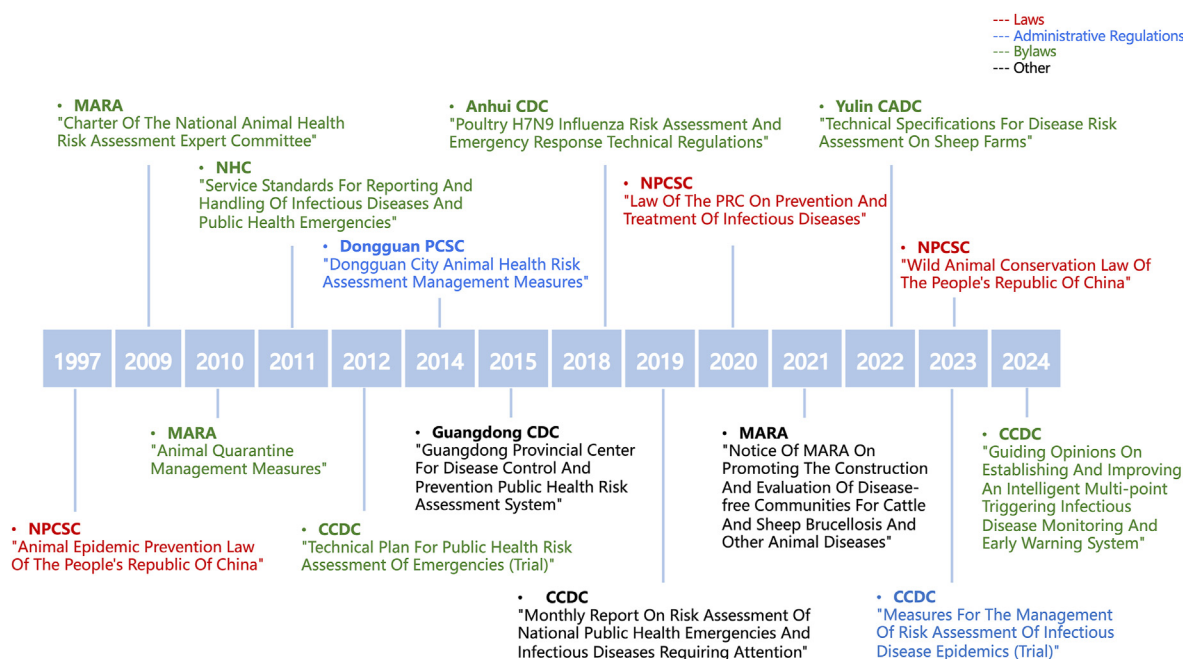 --- Laws
--- Administrative Regulations
--- Bylaws
--- Other
• MARA
"Charter Of The National Animal Health
Risk Assessment Expert Committee"
• NHC
"Service Standards For Reporting And
Handling Of Infectious Diseases And
Public Health Emergencies"
• Dongguan PCSC
"Dongguan City Animal Health Risk
Assessment Management Measures"
• Anhui CDC
"Poultry H7N9 Influenza Risk Assessment And
Emergency Response Technical Regulations"
• NPCSC
"Law Of The PRC On Prevention And
Treatment Of Infectious Diseases"
• Yulin CADC
"Technical Specifications For Disease Risk
Assessment On Sheep Farms"
• NPCSC
"Wild Animal Conservation Law Of
The People's Republic Of China"
1997 2009 2010 2011 2012 2014 2015 2018 2019 2020 2021 2022 2023 2024
• NPCSC
"Animal Epidemic Prevention Law
Of The People's Republic Of China"
• MARA
"Animal Quarantine
Management Measures"
• CCDC
"Technical Plan For Public Health Risk
Assessment Of Emergencies (Trial)"
• Guangdong CDC
"Guangdong Provincial Center
For Disease Control And
Prevention Public Health Risk
Assessment System"
• CCDC
"Monthly Report On Risk Assessment Of
National Public Health Emergencies And
Infectious Diseases Requiring Attention"
• MARA
"Notice Of MARA On
Promoting The Construction
And Evaluation Of Disease-
free Communities For Cattle
And Sheep Brucellosis And
Other Animal Diseases"
• CCDC
"Measures For The Management
Of Risk Assessment Of Infectious
Disease Epidemics (Trial)"
• CCDC
"Guiding Opinions On
Establishing And Improving
An Intelligent Multi-point
Triggering Infectious
Disease Monitoring And
Early Warning System"